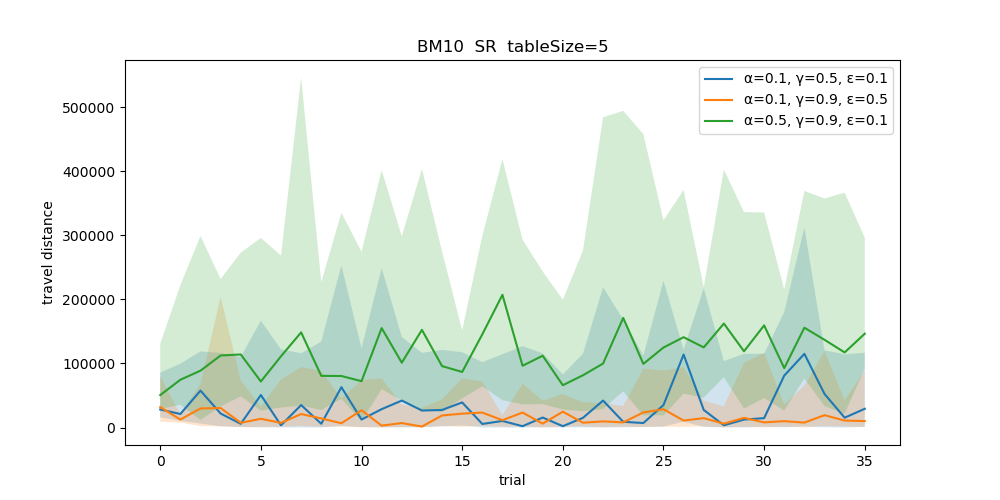 BM10  SR  tableSize=5
α=0.1, γ=0.5, ε=0.1
α=0.1, γ=0.9, ε=0.5
α=0.5, γ=0.9, ε=0.1
travel distance
500000
400000
300000
200000
100000
0
0 5 10 15 20 25 30 35
trial